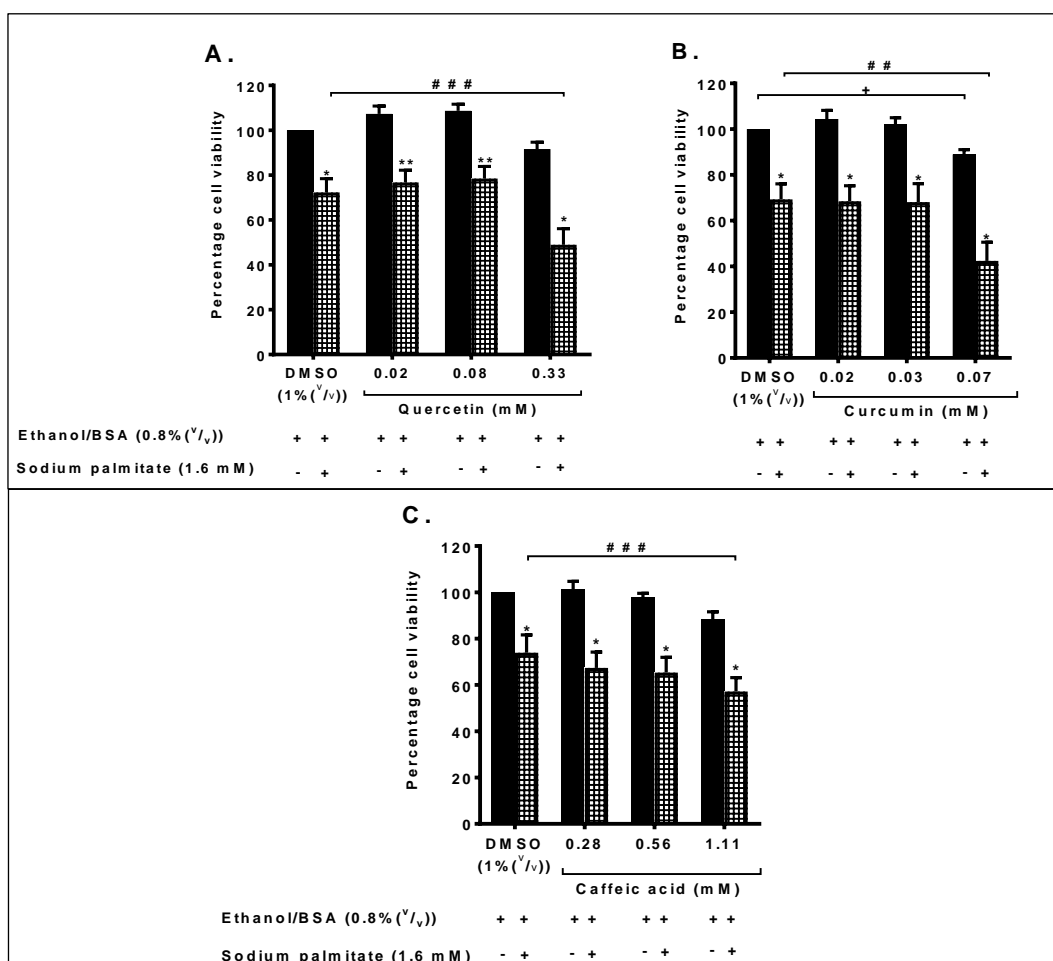 A.
# # #
120
100
80
60
40
20
0
Percentage cell viability
*
**
**
*
DMSO
(1%(v/v))
0.02 0.08 0.33
Quercetin (mM)
B.
# #
+
120
100
80
60
40
20
0
Percentage cell viability
*
*
*
*
DMSO
(1%(v/v))
0.02 0.03 0.07
Curcumin (mM)
Ethanol/BSA (0.8%(v/v)) + + + + + + + + + + + + + + + +
Sodium palmitate (1.6 mM) - + - + - + - + - + - + - + - +
C.
# # #
120
100
80
60
40
20
0
Percentage cell viability
*
*
*
*
DMSO
(1%(v/v))
0.28 0.56 1.11
Caffeic acid (mM)
Ethanol/BSA (0.8%(v/v)) + + + + + + + +
Sodium palmitate (1.6 mM) - + - + - + - +